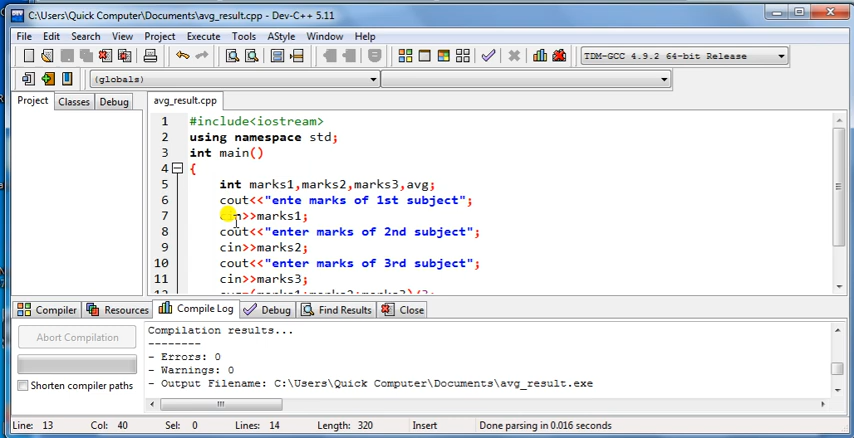 C:\Users\Quick Computer\Documents\avg_result.cpp - Dev-C++ 5.11
File Edit Search View Project Execute Tools AStyle Window Help
TDM-GCC 4.9.2 64-bit Release
(globals)
Project Classes Debug avg_result.cpp
1 #include<iostream>
2 using namespace std;
3 int main()
4 {
5 int marks1,marks2,marks3,avg;
6 cout<<"ente marks of 1st subject";
7 cin>>marks1;
8 cout<<"enter marks of 2nd subject";
9 cin>>marks2;
10 cout<<"enter marks of 3rd subject";
11 cin>>marks3;
12
Compiler Resources Compile Log Debug Find Results Close
Abort Compilation
Shorten compiler paths
Compilation results...
--------
- Errors: 0
- Warnings: 0
- Output Filename: C:\Users\Quick Computer\Documents\avg_result.exe
Line: 13 Col: 40 Sel: 0 Lines: 14 Length: 320 Insert Done parsing in 0.016 seconds